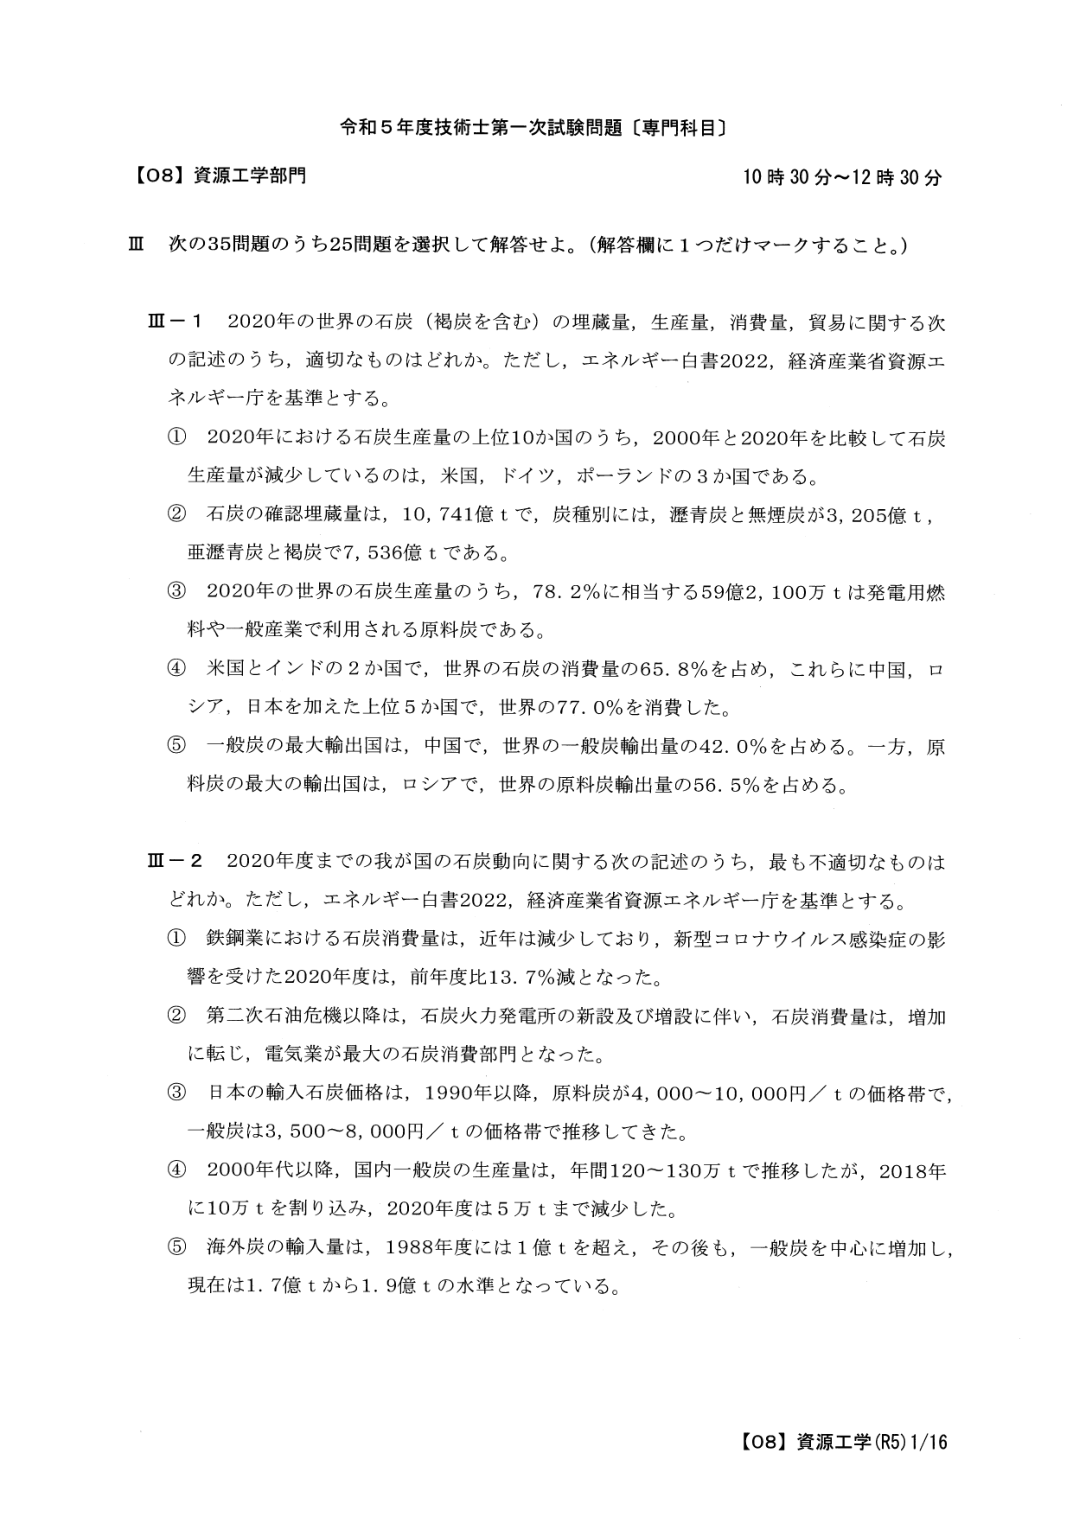 令和５年度技術士第一次試験問題〔専門科目〕
【08】資源工学部門　10時30分～12時30分
Ⅲ　次の35問題のうち25問題を選択して解答せよ。（解答欄に１つだけマークすること。）
Ⅲ－１　2020年の世界の石炭（褐炭を含む）の埋蔵量，生産量，消費量，貿易に関する次
の記述のうち，適切なものはどれか。ただし，エネルギー白書2022，経済産業省資源エ
ネルギー庁を基準とする。
①　2020年における石炭生産量の上位10か国のうち，2000年と2020年を比較して石炭
生産量が減少しているのは，米国，ドイツ，ポーランドの３か国である。
②　石炭の確認埋蔵量は，10,741億ｔで，炭種別には，瀝青炭と無煙炭が3,205億ｔ，
亜瀝青炭と褐炭で7,536億ｔである。
③　2020年の世界の石炭生産量のうち，78.2％に相当する59億2,100万ｔは発電用燃
料や一般産業で利用される原料炭である。
④　米国とインドの２か国で，世界の石炭の消費量の65.8％を占め，これらに中国，ロ
シア，日本を加えた上位５か国で，世界の77.0％を消費した。
⑤　一般炭の最大輸出国は，中国で，世界の一般炭輸出量の42.0％を占める。一方，原
料炭の最大の輸出国は，ロシアで，世界の原料炭輸出量の56.5％を占める。
Ⅲ－２　2020年度までの我が国の石炭動向に関する次の記述のうち，最も不適切なものは
どれか。ただし，エネルギー白書2022，経済産業省資源エネルギー庁を基準とする。
①　鉄鋼業における石炭消費量は，近年は減少しており，新型コロナウイルス感染症の影
響を受けた2020年度は，前年度比13.7％減となった。
②　第二次石油危機以降は，石炭火力発電所の新設及び増設に伴い，石炭消費量は，増加
に転じ，電気業が最大の石炭消費部門となった。
③　日本の輸入石炭価格は，1990年以降，原料炭が4,000～10,000円／ｔの価格帯で，
一般炭は3,500～8,000円／ｔの価格帯で推移してきた。
④　2000年代以降，国内一般炭の生産量は，年間120～130万ｔで推移したが，2018年
に10万ｔを割り込み，2020年度は５万ｔまで減少した。
⑤　海外炭の輸入量は，1988年度には１億ｔを超え，その後も，一般炭を中心に増加し，
現在は1.7億ｔから1.9億ｔの水準となっている。
【08】資源工学(R5)1/16